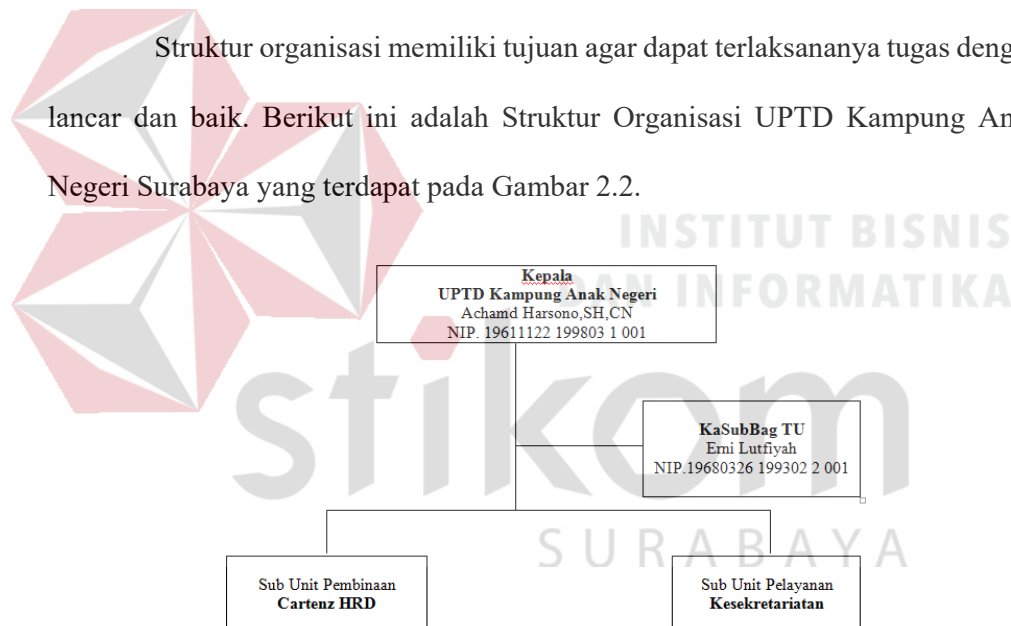 Struktur organisasi memiliki tujuan agar dapat terlaksananya tugas deng
lancar dan baik. Berikut ini adalah Struktur Organisasi UPTD Kampung An
Negeri Surabaya yang terdapat pada Gambar 2.2.
INSTITUT BISNIS
DAN INFORMATIKA
stikom
SURABAYA
Kepala
UPTD Kampung Anak Negeri
Achamd Harsono,SH,CN
NIP. 19611122 199803 1 001
KaSubBag TU
Emi Lutfiyah
NIP.19680326 199302 2 001
Sub Unit Pembinaan
Cartenz HRD
Sub Unit Pelayanan
Kesekretariatan